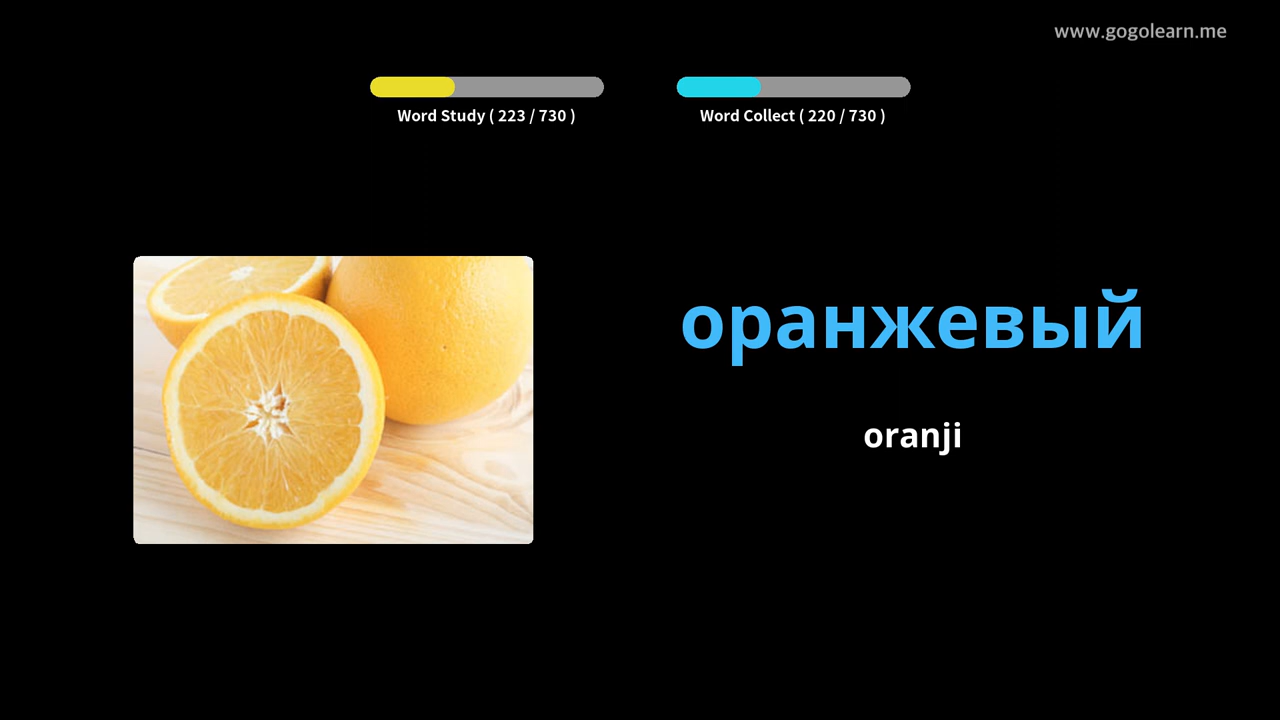 www.gogolearn.me
Word Study ( 223 / 730 )
Word Collect ( 220 / 730 )
оранжевый
oranji